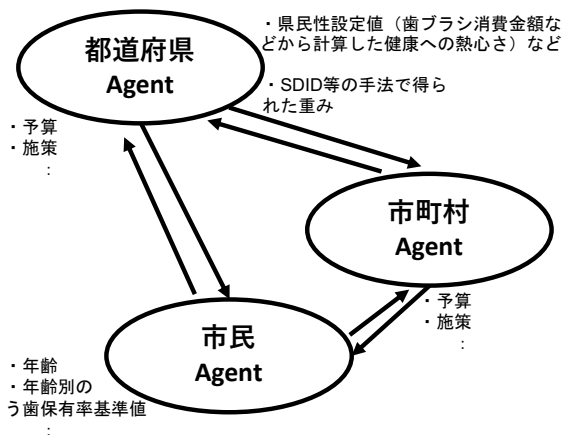 都道府県
Agent
・県民性設定値（歯ブラシ消費金額な
どから計算した健康への熱心さ）など
・SDID等の手法で得ら
れた重み
・予算
・施策
：
市町村
Agent
・予算
・施策
：
市民
Agent
・年齢
・年齢別の
う歯保有率基準値
：